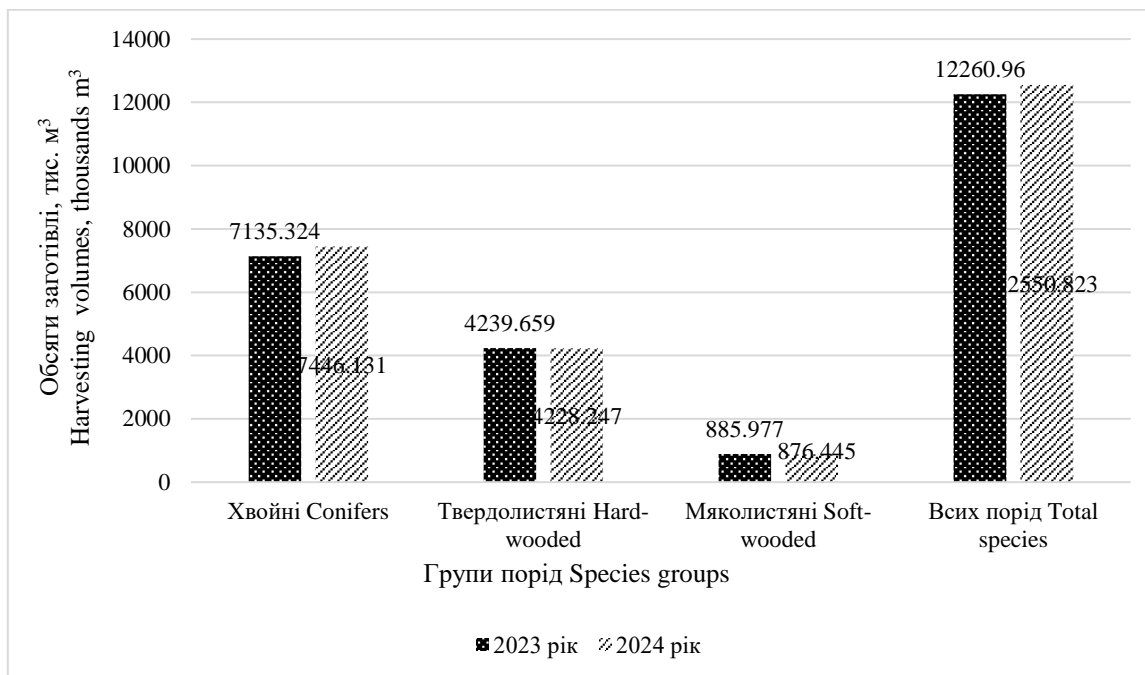 Обсяги заготівлі, тис. м³
Harvesting volumes, thousands m³
14000
12000
10000
8000
6000
4000
2000
0
7135.324
7446.131
4239.659
4228.247
885.977
876.445
12260.96
2550.823
Хвойні Conifers
Твердолистяні Hard-
wooded
Мяколистяні Soft-
wooded
Всих порід Total
species
Групи порід Species groups
2023 рік
2024 рік